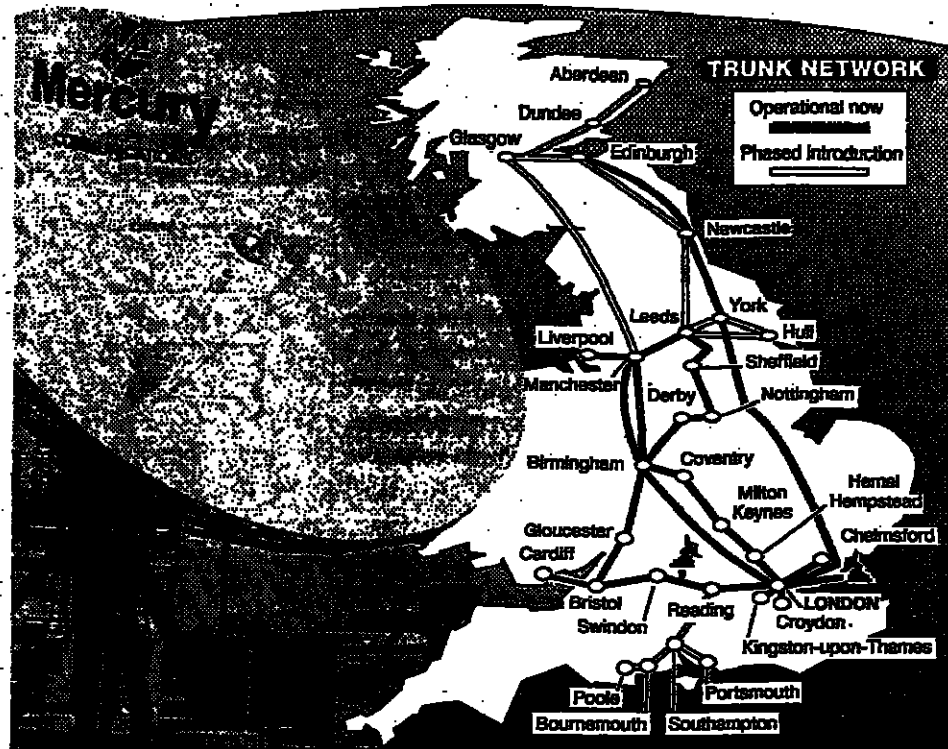 Mercury
TRUNK NETWORK
Operational now
Phased Introduction
Aberdeen
Dundee
Glasgow
Edinburgh
Newcastle
Leeds
York
Hull
Liverpool
Sheffield
Manchester
Derby
Nottingham
Birmingham
Coventry
Milton
Keynes
Hemel
Hempstead
Gloucester
Chelmsford
Cardiff
Bristol
Swindon
Reading
LONDON
Croydon
Kingston-upon-Thames
Poole
Portsmouth
Bournemouth
Southampton